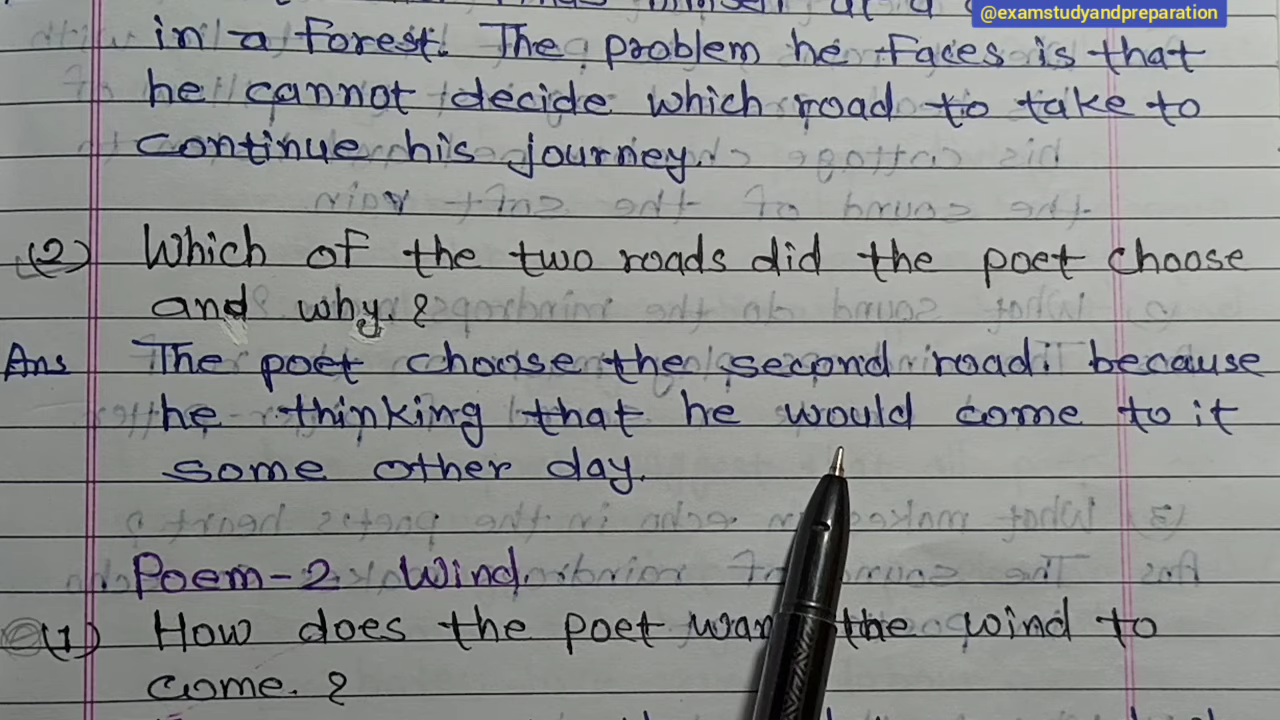 @examstudyandpreparation
in a forest. The problem he faces is that
he cannot decide which road to take to
continue his journey.
(2) Which of the two roads did the poet choose
and why. ?
Ans The poet choose the second road. because
he thinking that he would come to it
some other day.
Poem-2 Wind.
(1) How does the poet wan the wind to
come. ?